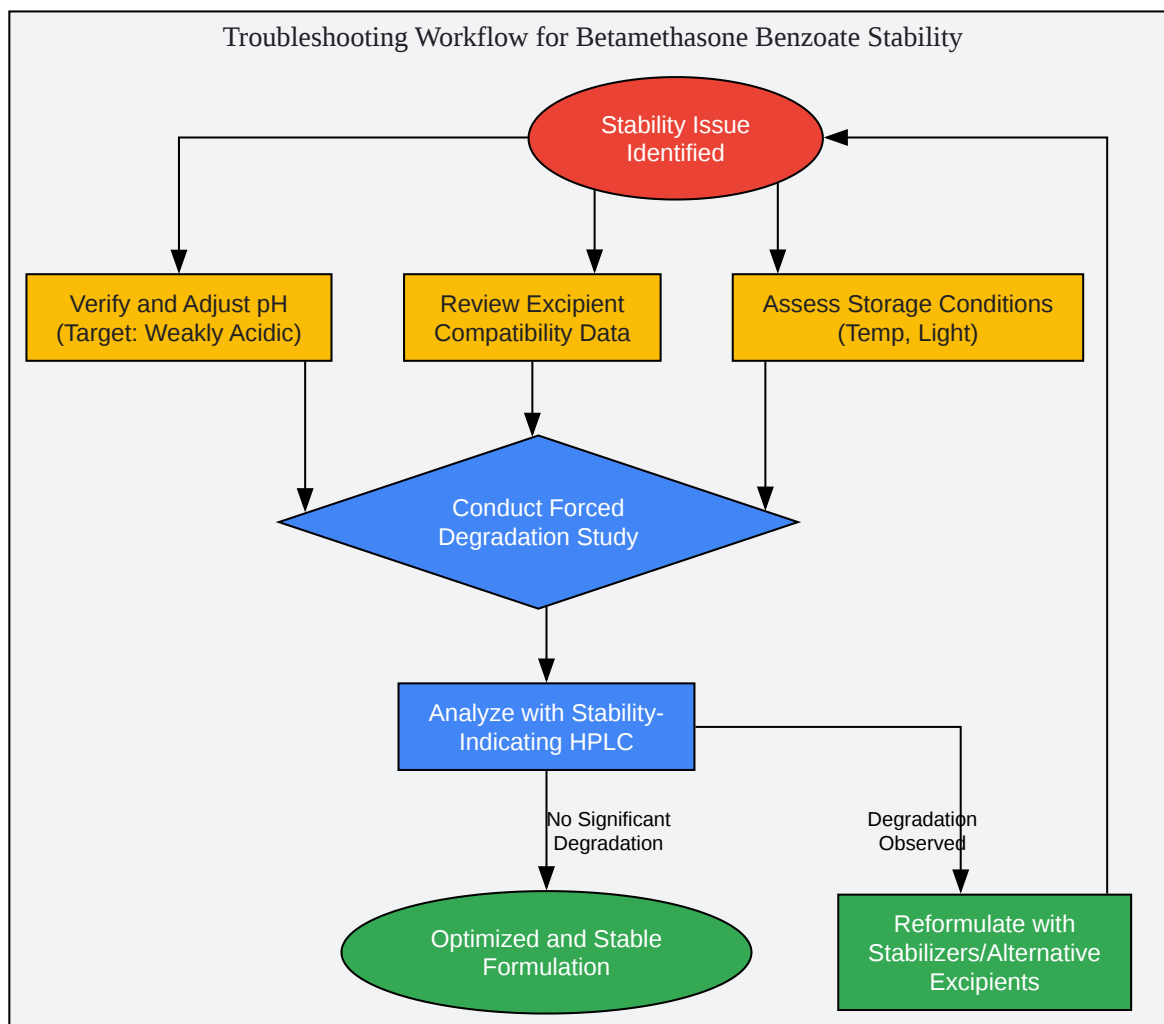 Troubleshooting Workflow for Betamethasone Benzoate Stability
Stability Issue
Identified
Verify and Adjust pH
(Target: Weakly Acidic)
Review Excipient
Compatibility Data
Assess Storage Conditions
(Temp, Light)
Conduct Forced
Degradation Study
Analyze with Stability-
Indicating HPLC
No Significant
Degradation
Degradation
Observed
Optimized and Stable
Formulation
Reformulate with
Stabilizers/Alternative
Excipients